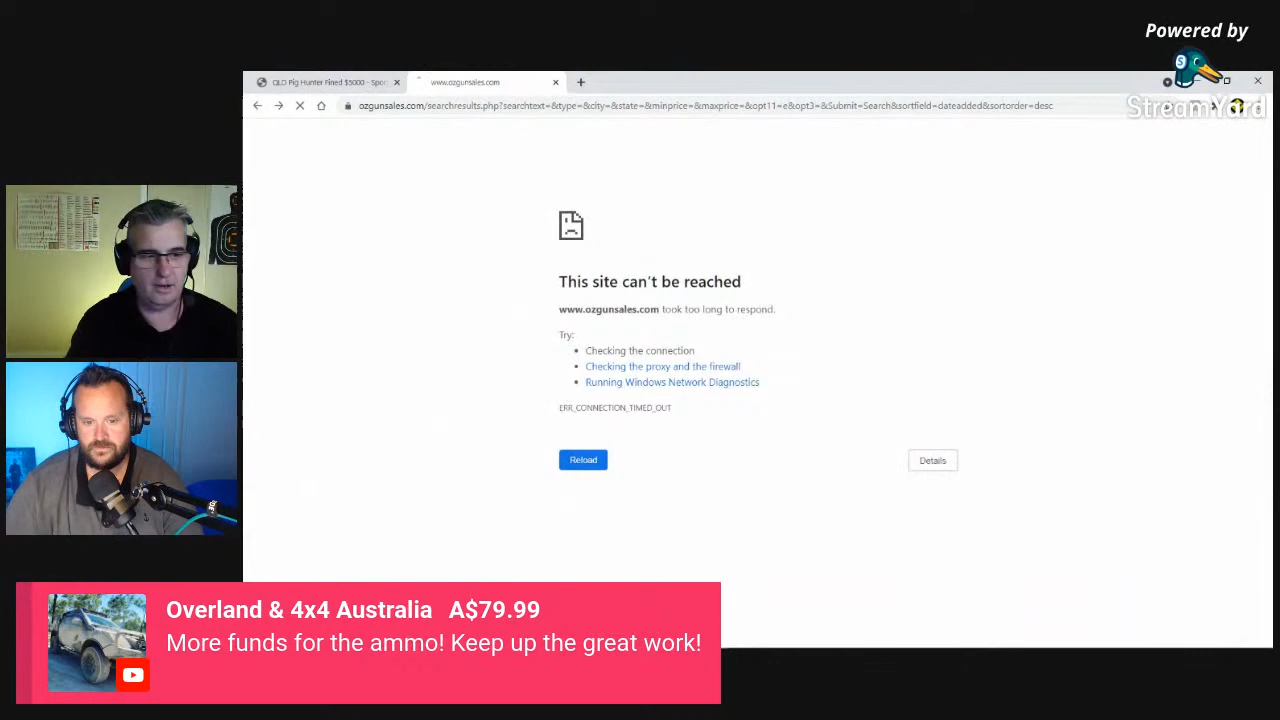 Powered by
StreamYard
QLD Pig Hunter Fined $5000 - Spor
www.ozgunsales.com
ozgunsales.com/searchresults.php?searchtext=&type=&city=&state=&minprice=&maxprice=&opt11=e&opt3=&Submit=Search&sortfield=dateadded&sortorder=desc
This site can't be reached
www.ozgunsales.com took too long to respond.
Try:
• Checking the connection
• Checking the proxy and the firewall
• Running Windows Network Diagnostics
ERR_CONNECTION_TIMED_OUT
Reload
Details
Overland & 4x4 Australia A$79.99
More funds for the ammo! Keep up the great work!